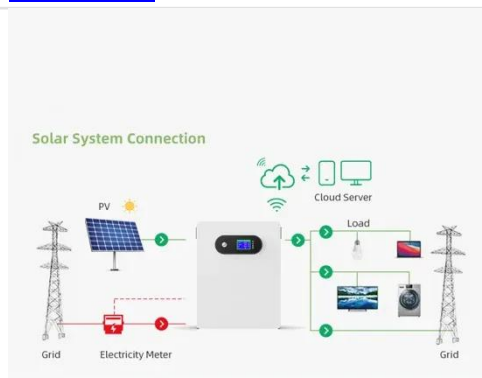 Solar System Connection
Cloud Server
PV
Load
Grid
Electricity Meter
Grid